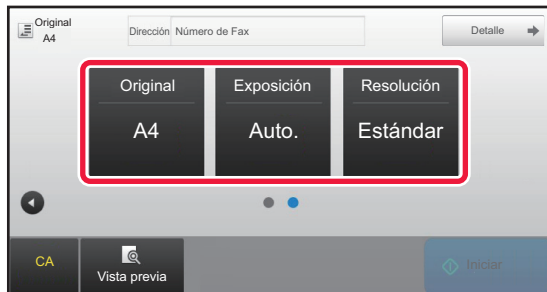 Original
A4
Dirección Número de Fax
Detalle
Original Exposición Resolución
A4 Auto. Estándar
CA
Vista previa
Iniciar